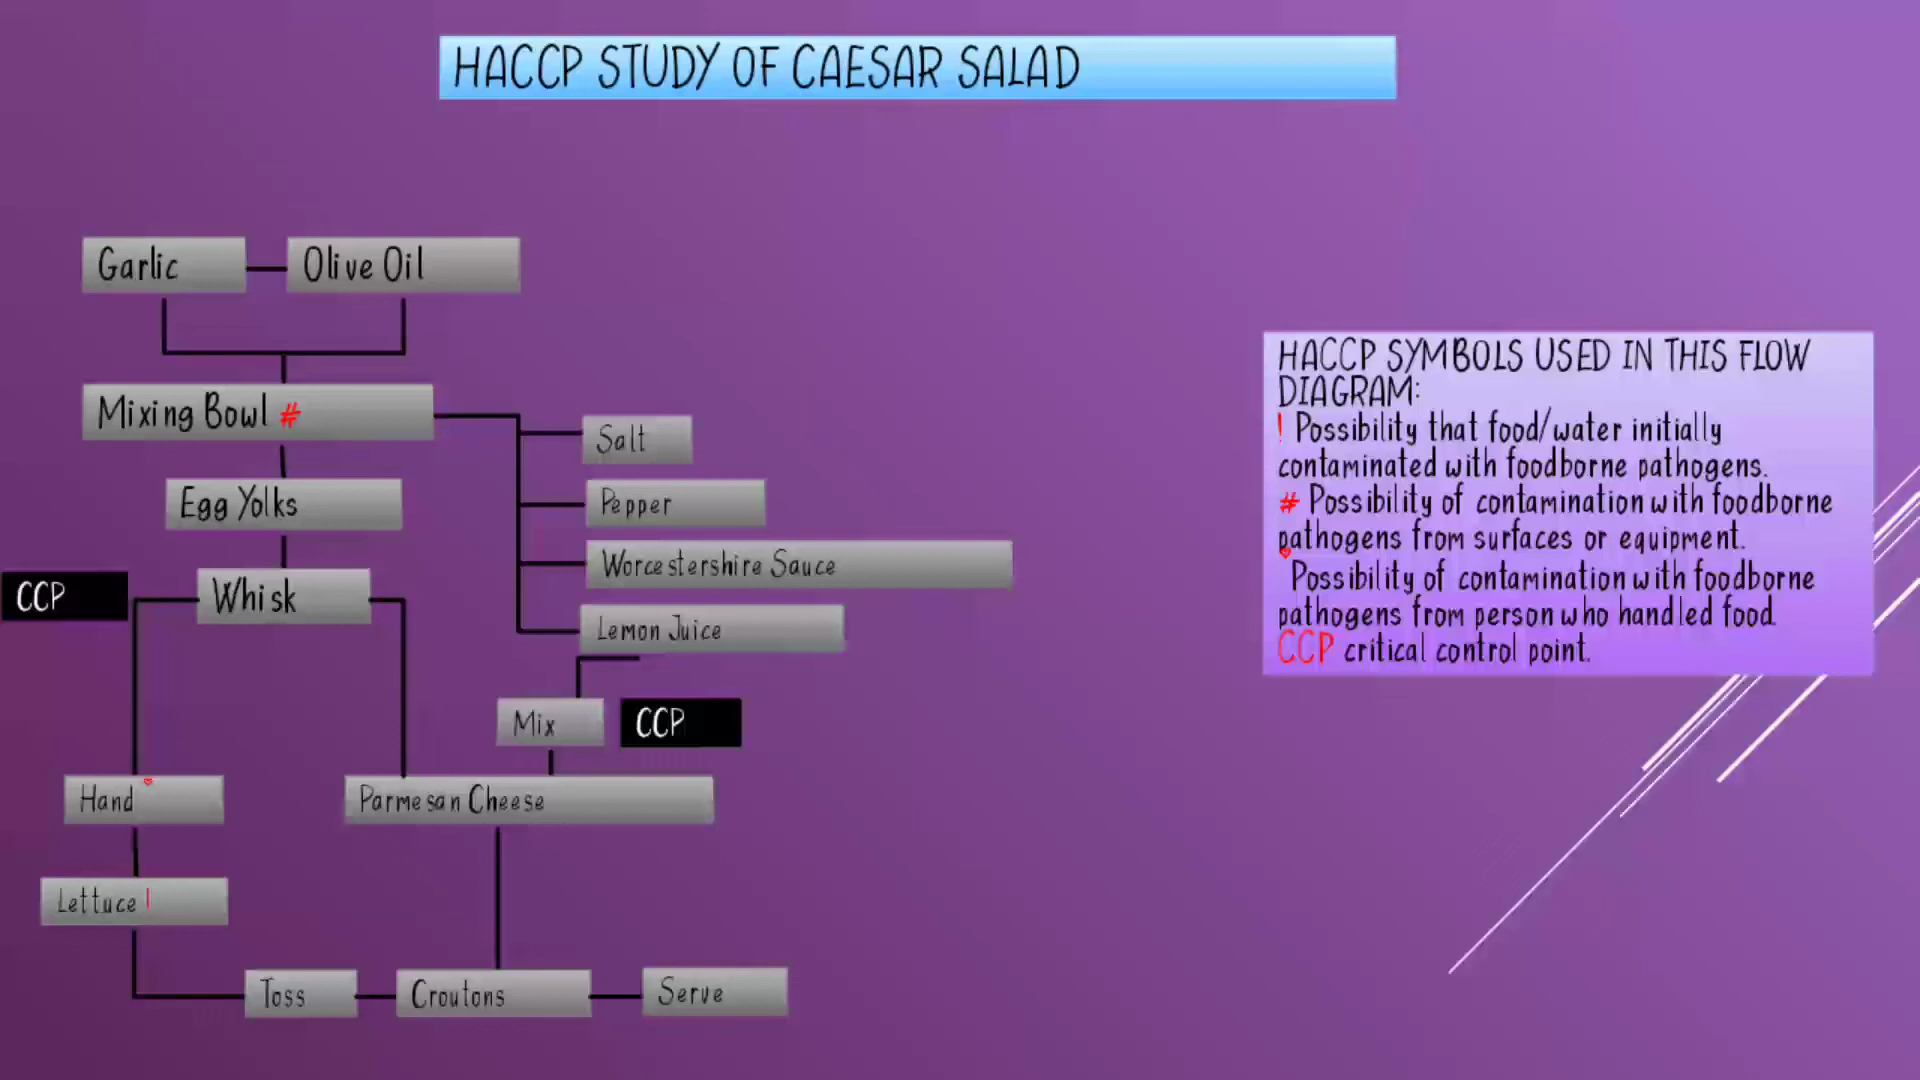 HACCP STUDY OF CAESAR SALAD
Garlic
Olive Oil
Mixing Bowl #
Salt
Egg Yolks
Pepper
Worcestershire Sauce
CCP
Whisk
Lemon Juice
Mix
CCP
Hand
Parmesan Cheese
Lettuce !
Toss
Croutons
Serve
HACCP SYMBOLS USED IN THIS FLOW
DIAGRAM:
! Possibility that food/water initially
contaminated with foodborne pathogens.
# Possibility of contamination with foodborne
pathogens from surfaces or equipment.
Possibility of contamination with foodborne
pathogens from person who handled food.
CCP critical control point.